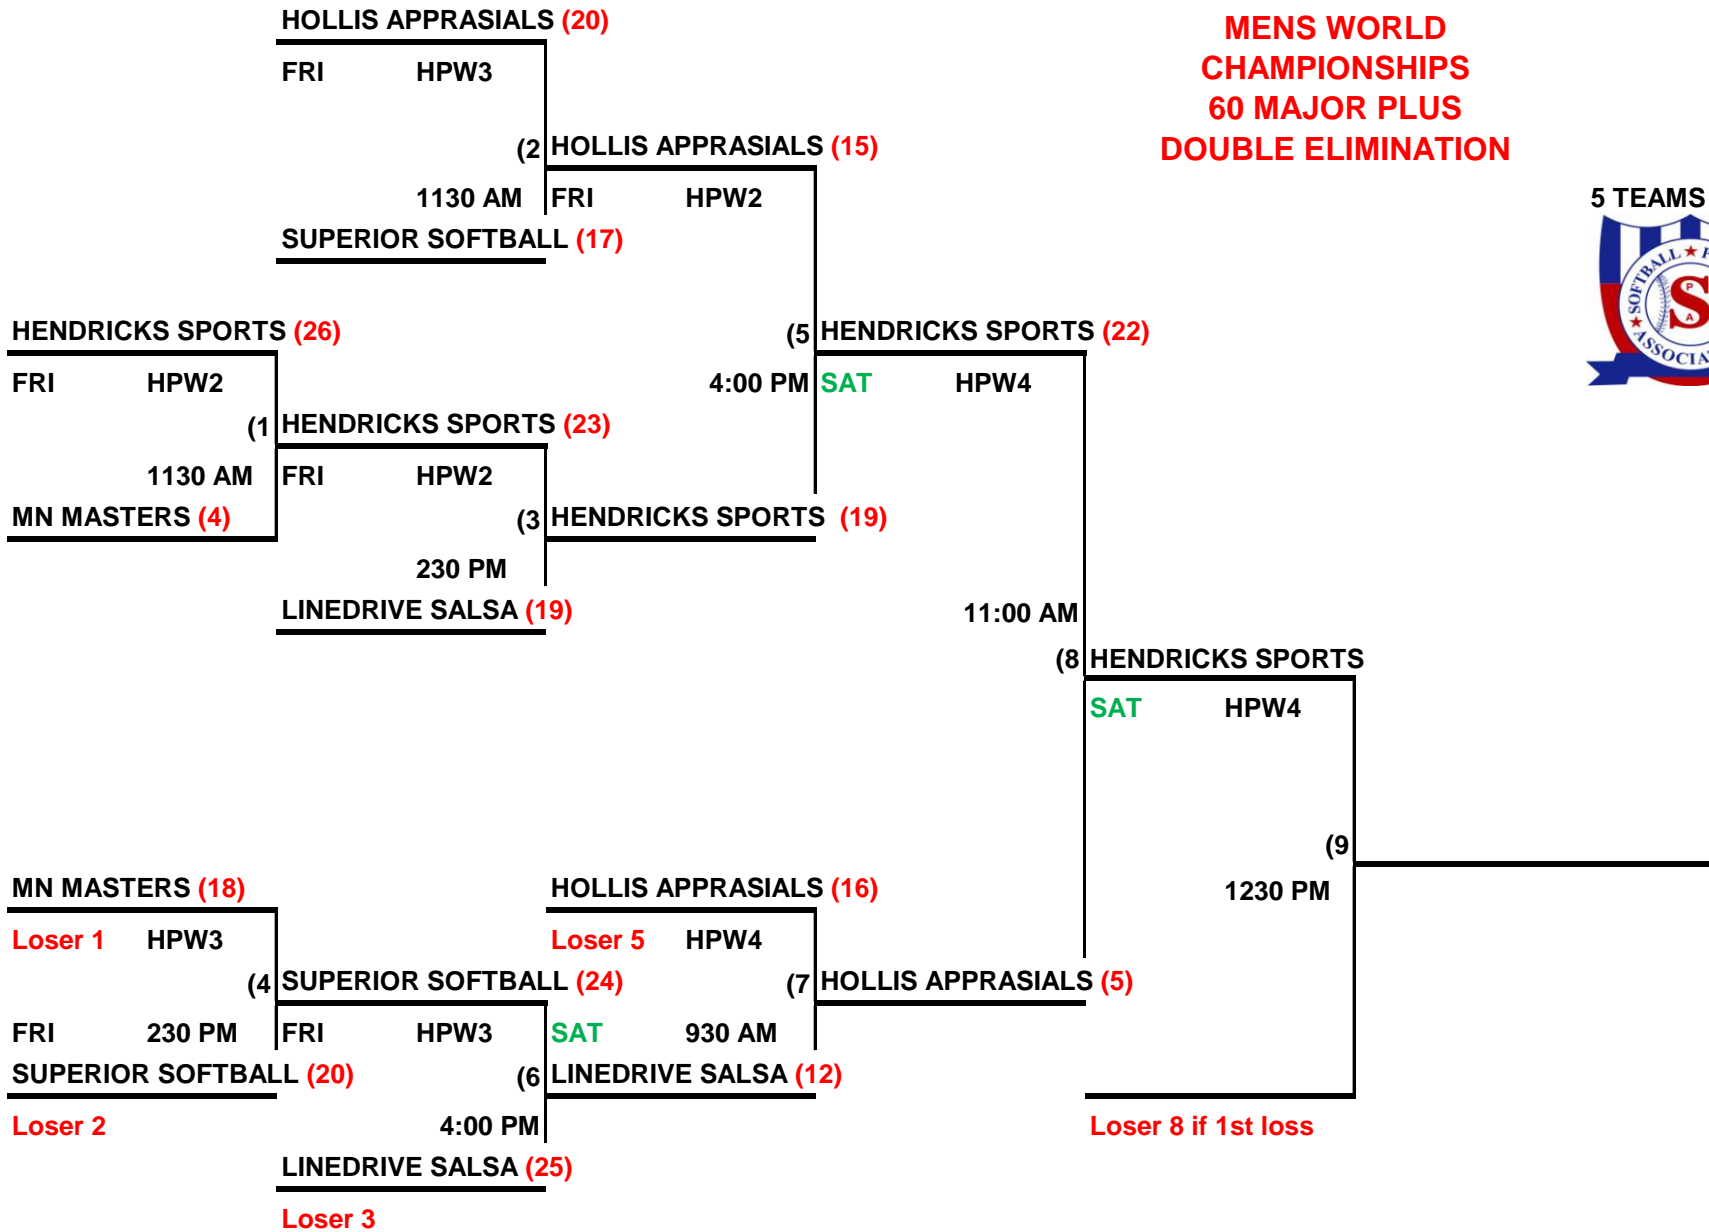 HOLLIS APPRASIALS (20)
MENS WORLD
CHAMPIONSHIPS
60 MAJOR PLUS
DOUBLE ELIMINATION
FRI HPW3
(2 HOLLIS APPRASIALS (15)
1130 AM FRI HPW2
5 TEAMS
SUPERIOR SOFTBALL (17)
SOFTBALL ★
S
P
A
★
HENDRICKS SPORTS (26)
(5 HENDRICKS SPORTS (22)
FRI HPW2
4:00 PM SAT HPW4
(1 HENDRICKS SPORTS (23)
1130 AM FRI HPW2
MN MASTERS (4)
(3 HENDRICKS SPORTS (19)
230 PM
LINEDRIVE SALSA (19)
11:00 AM
(8 HENDRICKS SPORTS
SAT HPW4
(9
MN MASTERS (18)
HOLLIS APPRASIALS (16)
1230 PM
Loser 1 HPW3
Loser 5 HPW4
(4 SUPERIOR SOFTBALL (24)
(7 HOLLIS APPRASIALS (5)
FRI 230 PM FRI HPW3 SAT 930 AM
SUPERIOR SOFTBALL (20)
(6 LINEDRIVE SALSA (12)
Loser 2
4:00 PM
Loser 8 if 1st loss
LINEDRIVE SALSA (25)
Loser 3